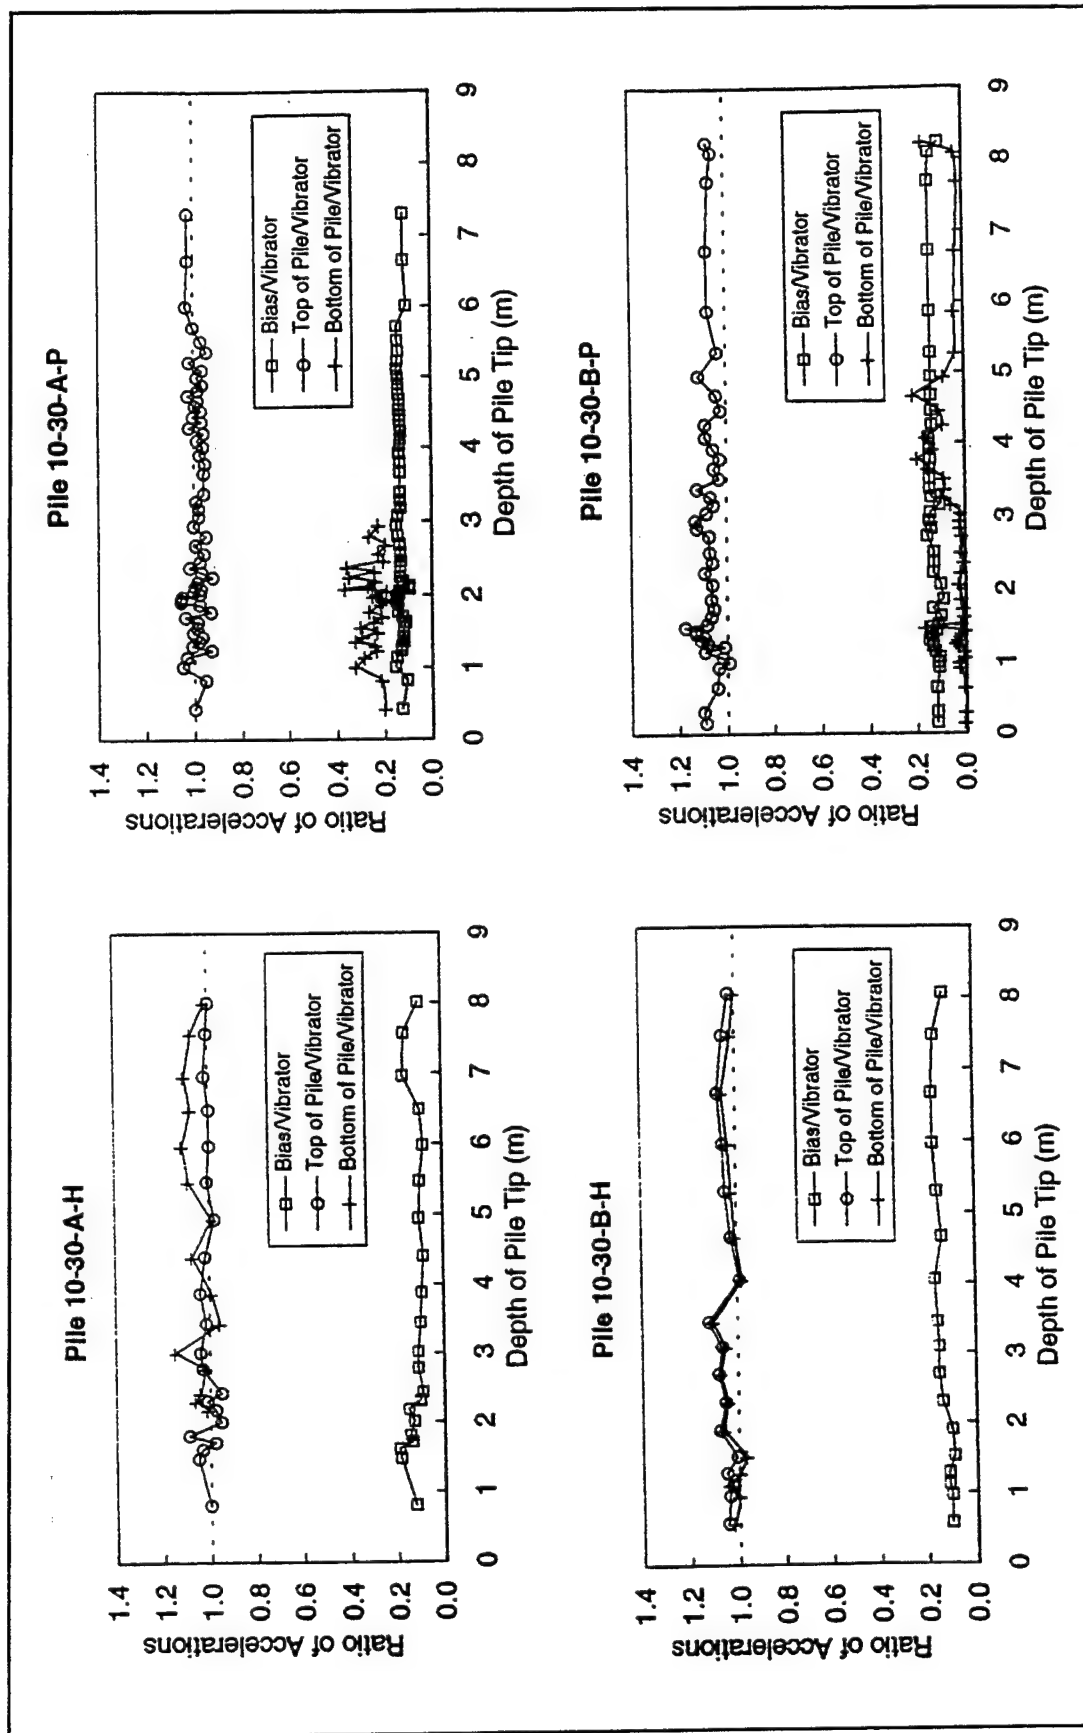 Pile 10-30-A-H
Ratio of Accelerations
1.4
1.2
1.0
0.8
0.6
0.4
0.2
0.0
Bias/Vibrator
Top of Pile/Vibrator
Bottom of Pile/Vibrator
0 1 2 3 4 5 6 7 8 9
Depth of Pile Tip (m)
Pile 10-30-A-P
Ratio of Accelerations
1.4
1.2
1.0
0.8
0.6
0.4
0.2
0.0
Bias/Vibrator
Top of Pile/Vibrator
Bottom of Pile/Vibrator
0 1 2 3 4 5 6 7 8 9
Depth of Pile Tip (m)
Pile 10-30-B-H
Ratio of Accelerations
1.4
1.2
1.0
0.8
0.6
0.4
0.2
0.0
Bias/Vibrator
Top of Pile/Vibrator
Bottom of Pile/Vibrator
0 1 2 3 4 5 6 7 8 9
Depth of Pile Tip (m)
Pile 10-30-B-P
Ratio of Accelerations
1.4
1.2
1.0
0.8
0.6
0.4
0.2
0.0
Bias/Vibrator
Top of Pile/Vibrator
Bottom of Pile/Vibrator
0 1 2 3 4 5 6 7 8 9
Depth of Pile Tip (m)